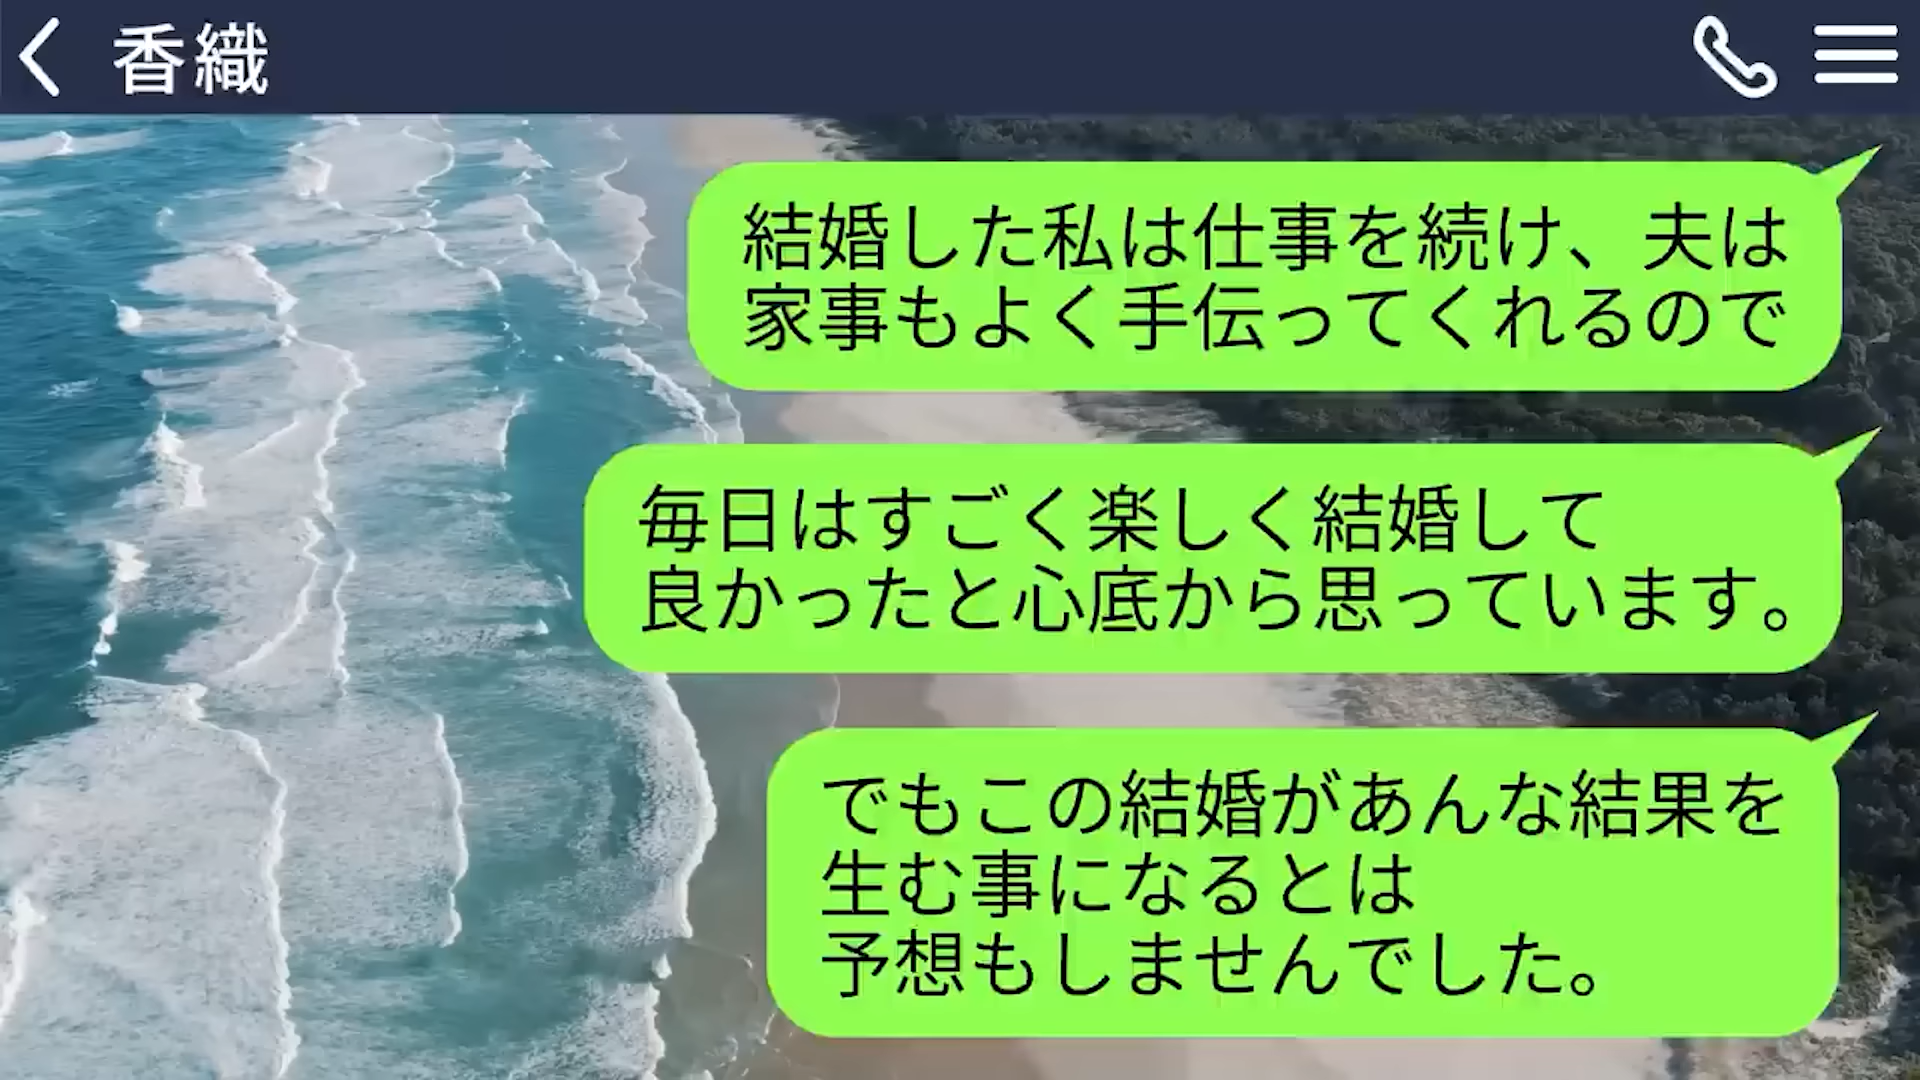 香織
結婚した私は仕事を続け、夫は
家事もよく手伝ってくれるので
毎日はすごく楽しく結婚して
良かったと心底から思っています。
でもこの結婚があんな結果を
生む事になるとは
予想もしませんでした。